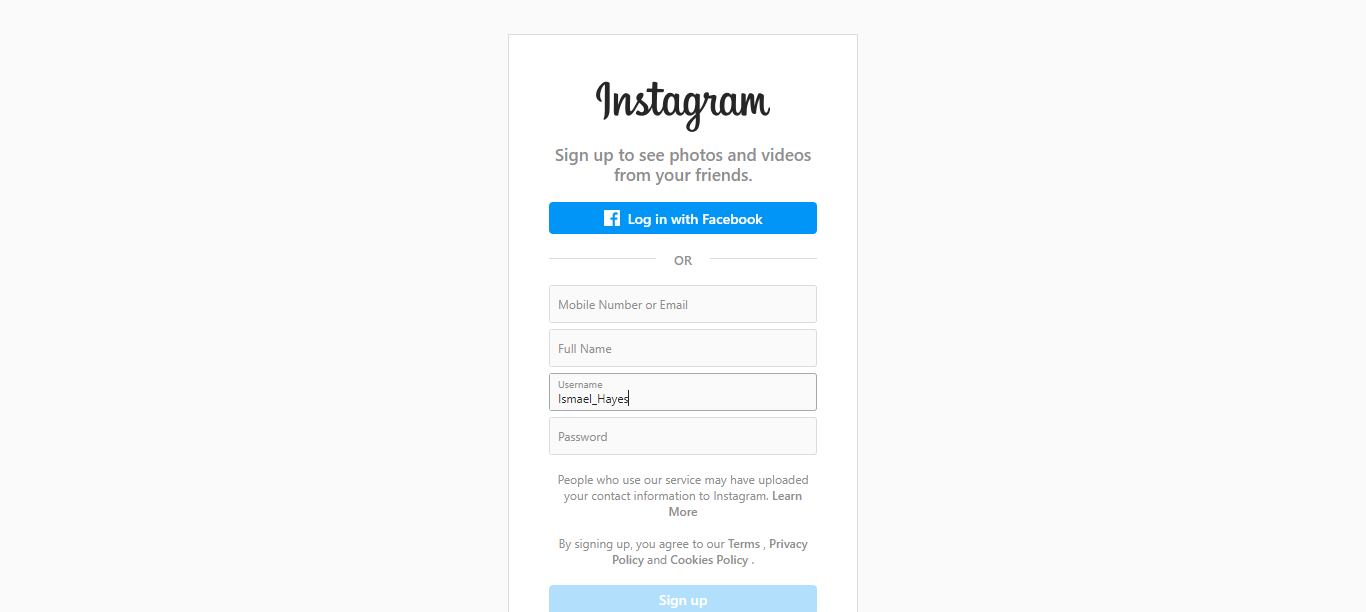 Instagram
Sign up to see photos and videos
from your friends.
Log in with Facebook
OR
Mobile Number or Email
Full Name
Username
Ismael_Hayes
Password
People who use our service may have uploaded
your contact information to Instagram. Learn
More
By signing up, you agree to our Terms , Privacy
Policy and Cookies Policy .
Sign up